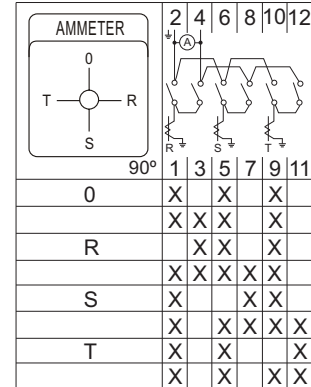 AMMETER
0
T R
S
90º
2 4 6 8 10 12
A
R S T
1 3 5 7 9 11
0 X X X
X X X X
R X X X
X X X X X
S X X X
X X X X X
T X X X
X X X X